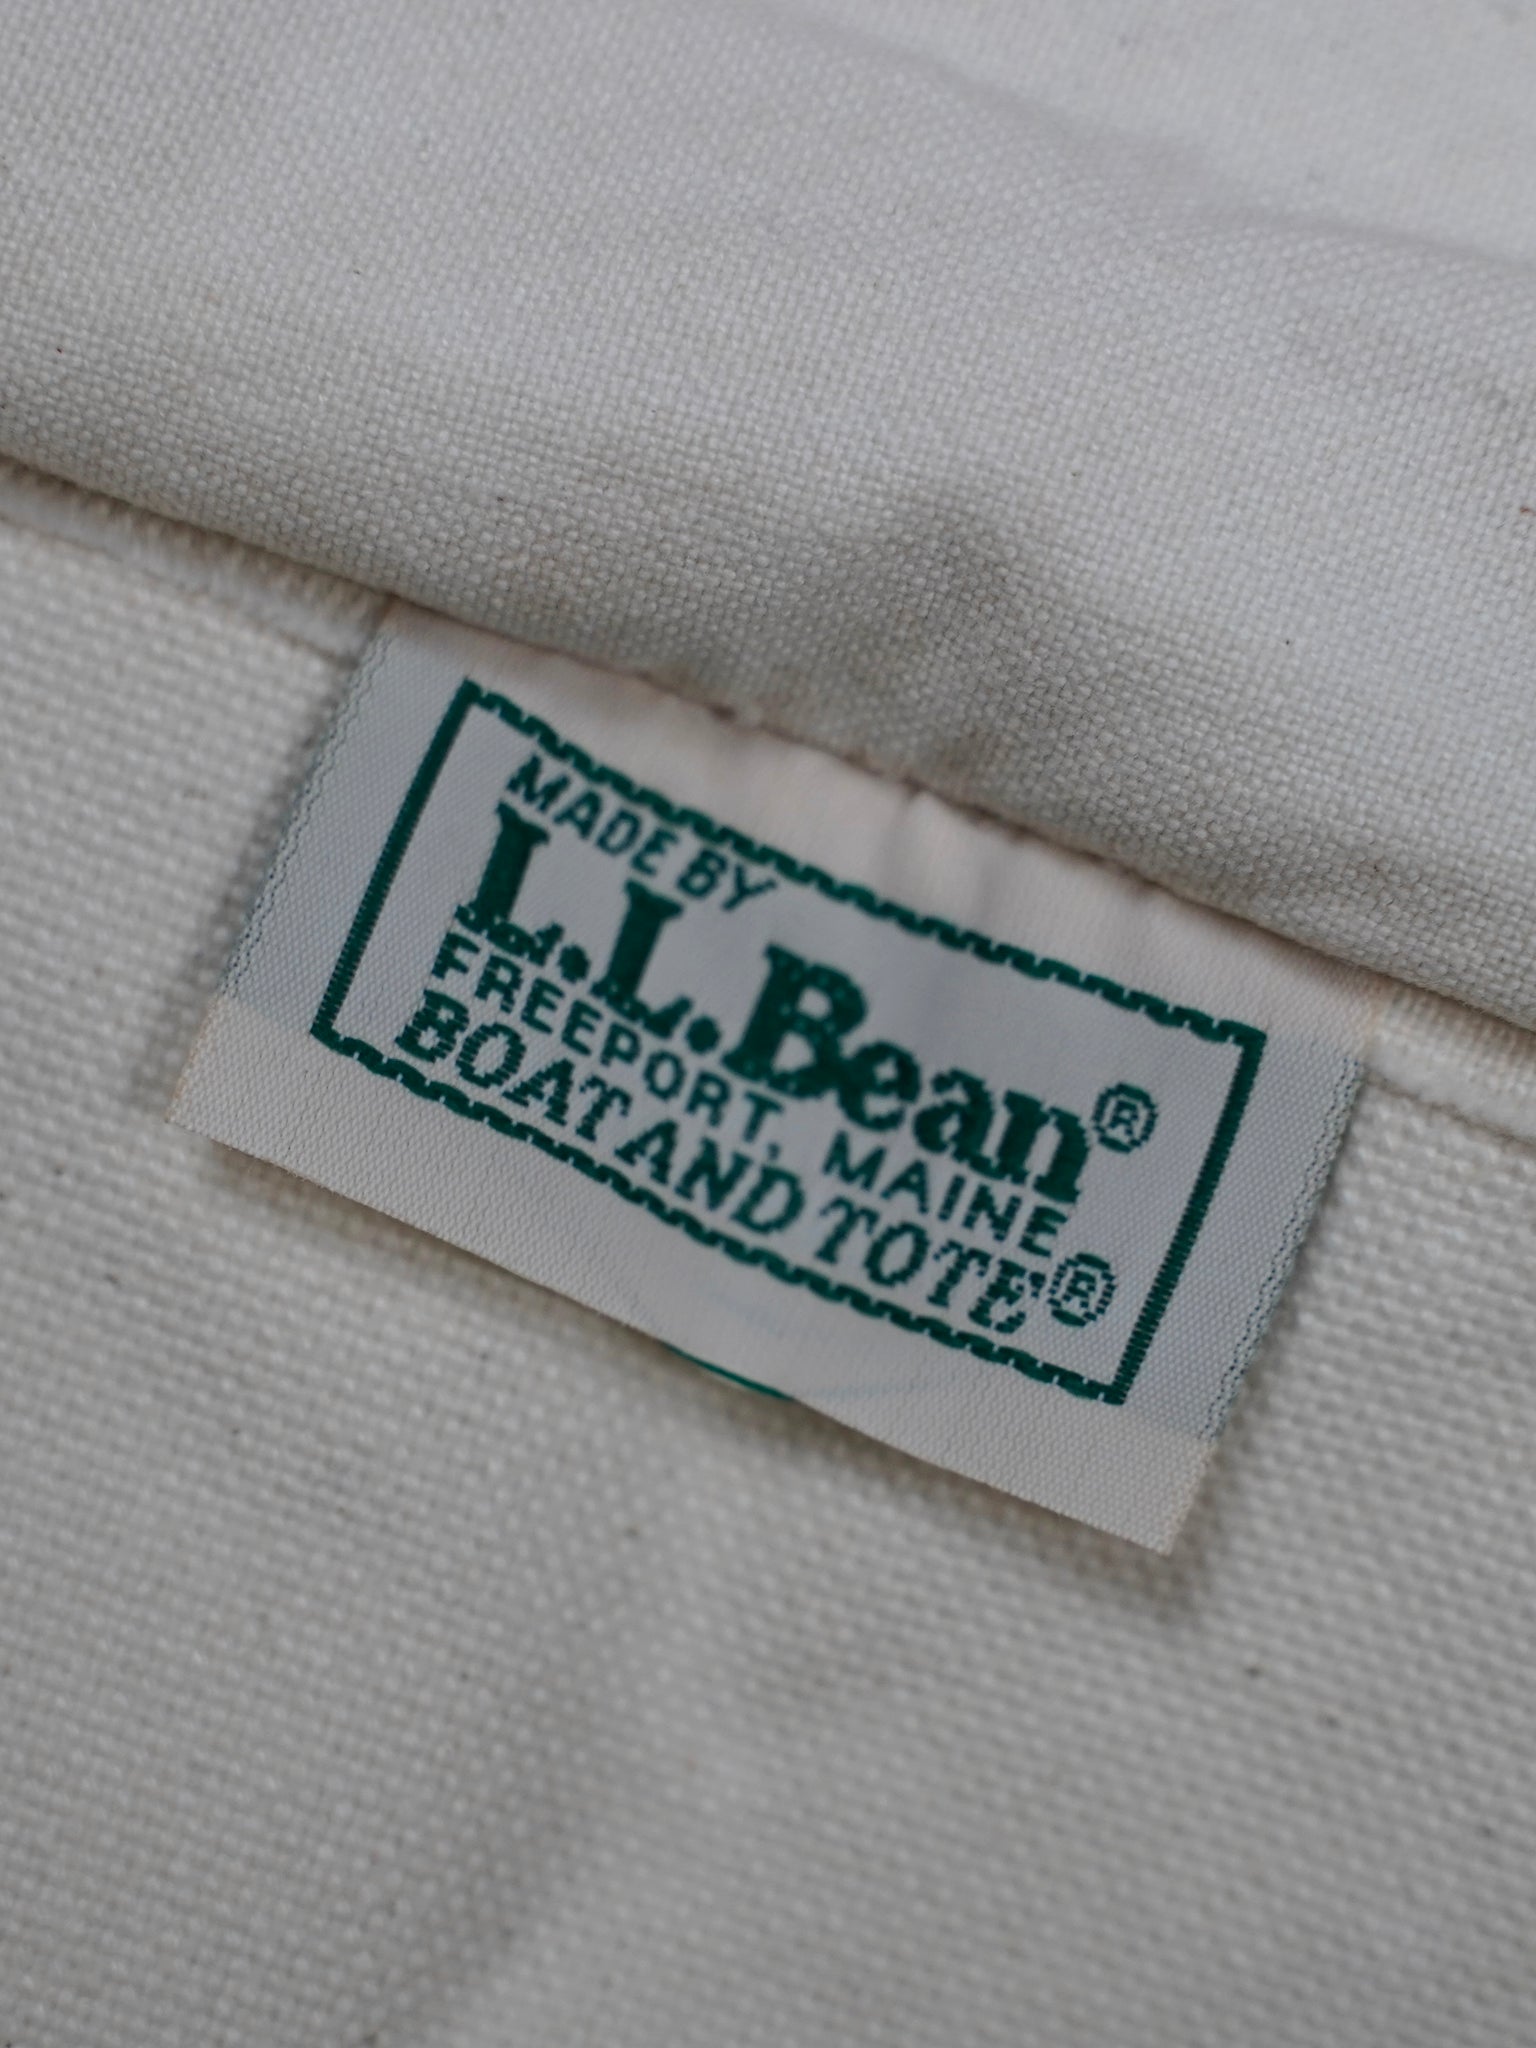 MADE BY
L.L.Bean®
FREEPORT, MAINE
BOAT AND TOTE®